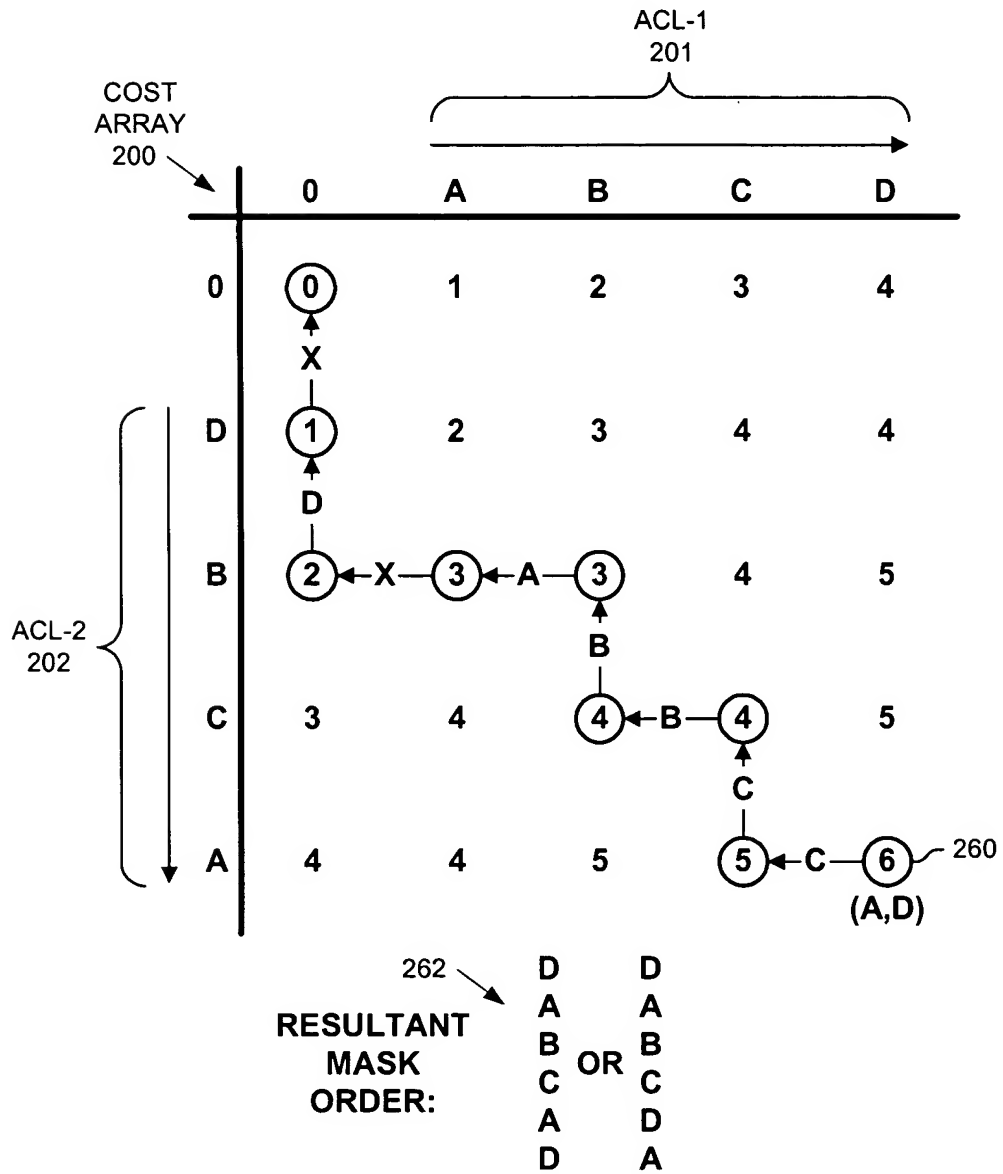 ACL-1
201
COST
ARRAY
200
0 A B C D
0 0 1 2 3 4
X
D 1 2 3 4 4
D
B 2 X 3 A 3 4 5
B
ACL-2
202
C 3 4 4 B 4 5
C
A 4 4 5 5 C 6 260
(A,D)
262
RESULTANT
MASK
ORDER:
D
A
B
C
A
D
OR
D
A
B
C
D
A